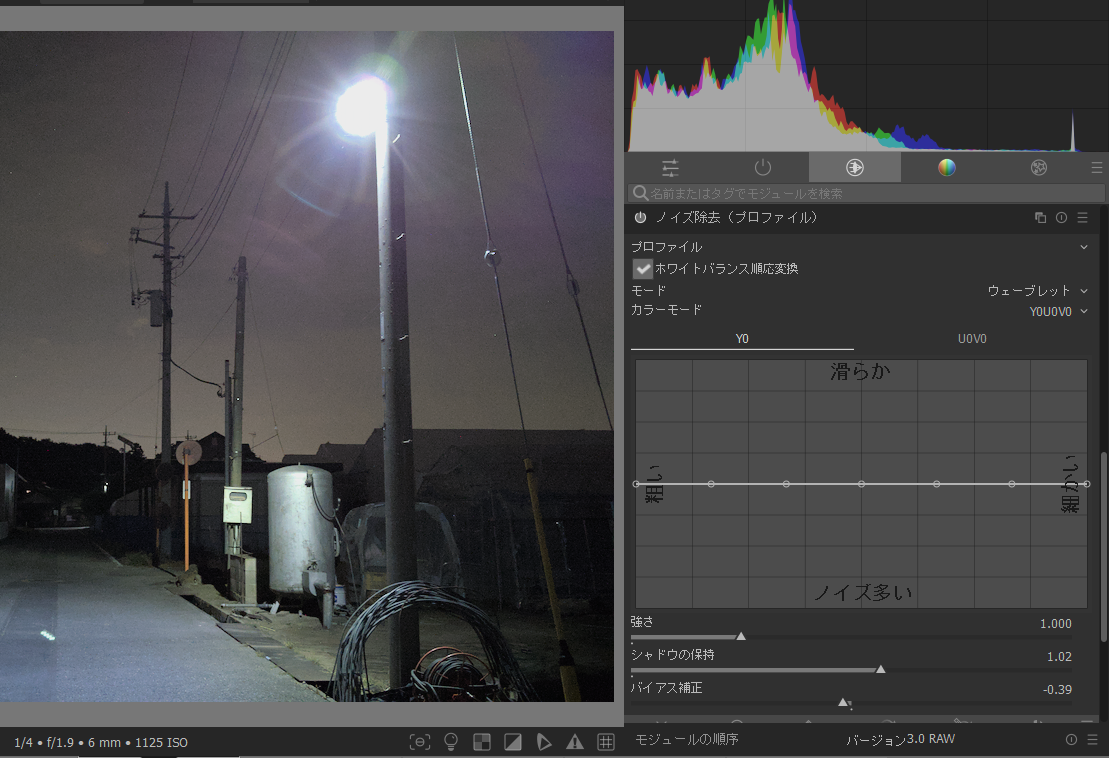 名前またはタグでモジュールを検索
ノイズ除去（プロファイル）
プロファイル
ホワイトバランス順応変換
モード ウェーブレット
カラーモード Y0U0V0
Y0 U0V0
滑らか
粗い
細かい
ノイズ多い
強さ 1.000
シャドウの保持 1.02
バイアス補正 -0.39
1/4 • f/1.9 • 6 mm • 1125 ISO
モジュールの順序 バージョン3.0 RAW